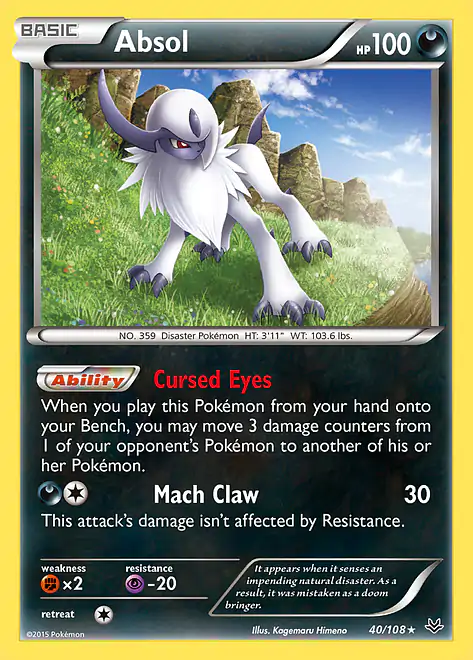 BASIC
Absol
HP 100
NO. 359 Disaster Pokémon HT: 3'11" WT: 103.6 lbs.
Ability Cursed Eyes
When you play this Pokémon from your hand onto
your Bench, you may move 3 damage counters from
1 of your opponent's Pokémon to another of his or
her Pokémon.
Mach Claw 30
This attack's damage isn't affected by Resistance.
weakness
×2
resistance
-20
retreat
It appears when it senses an
impending natural disaster. As a
result, it was mistaken as a doom
bringer.
©2015 Pokémon
Illus. Kagemaru Himeno
40/108★